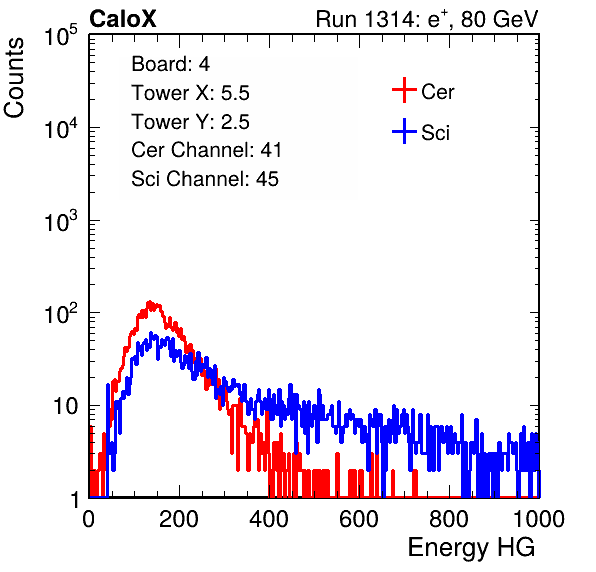 CaloX
Run 1314: e⁺, 80 GeV
Counts
10⁵
10⁴
10³
10²
10
1
Board: 4
Tower X: 5.5
Tower Y: 2.5
Cer Channel: 41
Sci Channel: 45
Cer
Sci
0 200 400 600 800 1000
Energy HG